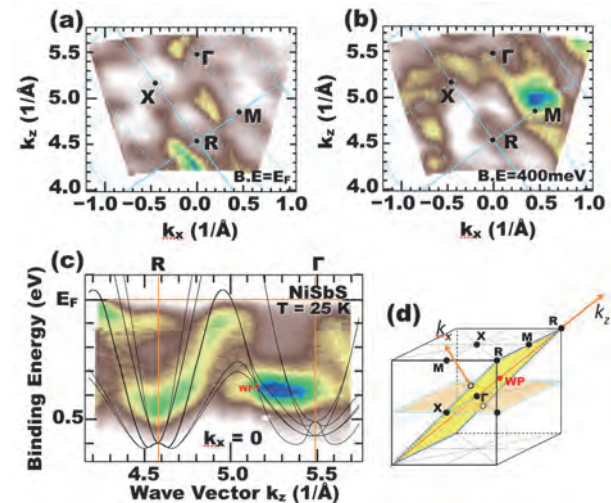 (a)
5.5
5.0
4.5
4.0
k_z (1/Å)
Γ
X
M
R
B.E=E_F
−1.0 −0.5 0.0 0.5 1.0
k_x (1/Å)
(b)
5.5
5.0
4.5
4.0
k_z (1/Å)
Γ
X
M
R
B.E=400meV
−1.0 −0.5 0.0 0.5 1.0
k_x (1/Å)
(c)
R Γ
Binding Energy (eV)
E_F
0.5
NiSbS
T = 25 K
WP
k_x = 0
4.5 5.0 5.5
Wave Vector k_z (1/Å)
(d)
k_x
k_z
X
R
M
M
R
WP
Γ
X